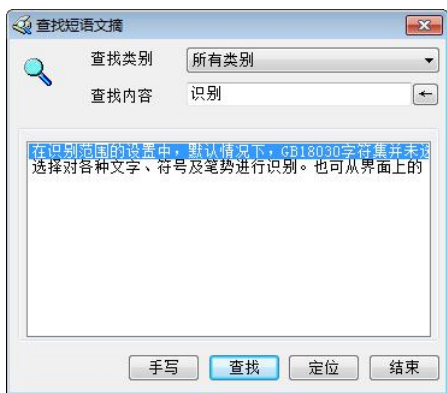 查找短语文摘
查找类别
所有类别
查找内容
识别
在识别范围的设置中，默认情况下，GB18030字符集并未选
选择对各种文字、符号及笔势进行识别。也可从界面上的
手写
查找
定位
结束